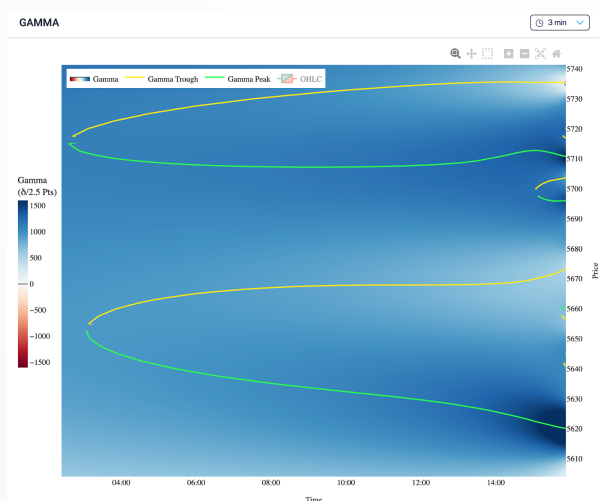 GAMMA
3 min
Gamma
Gamma Trough
Gamma Peak
OHLC
Gamma
(δ/2.5 Pts)
1500
1000
500
0
−500
−1000
−1500
5740
5730
5720
5710
5700
5690
5680
5670
5660
5650
5640
5630
5620
5610
Price
04:00
06:00
08:00
10:00
12:00
14:00
Time